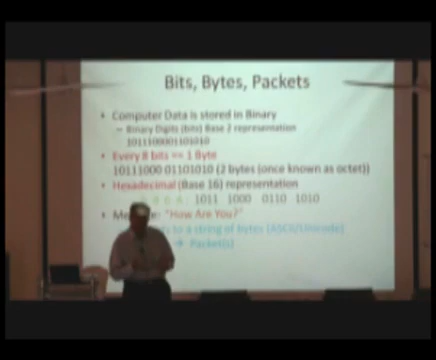 Bits, Bytes, Packets
• Computer Data is stored in Binary
– Binary Digits (bits) Base 2 representation
1011100001101010
• Every 8 bits == 1 Byte
10111000 01101010 (2 bytes (once known as octet))
• Hexadecimal (Base 16) representation
1011 1000 0110 1010
"How Are You?"
to a string of bytes (ASCII/Unicode)
→ Packet(s)